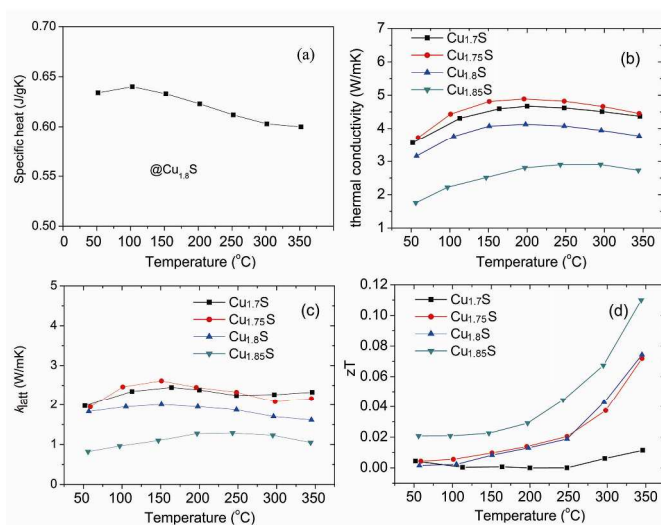 (a)
Specific heat (J/gK)
0.70
0.65
0.60
0.55
0.50
@Cu1.8S
0 50 100 150 200 250 300 350 400
Temperature (°C)
(b)
thermal conductivity (W/mK)
7
6
5
4
3
2
1
Cu1.7S
Cu1.75S
Cu1.8S
Cu1.85S
50 100 150 200 250 300 350
Temperature (°C)
(c)
klatt (W/mK)
5
4
3
2
1
0
Cu1.7S
Cu1.75S
Cu1.8S
Cu1.85S
50 100 150 200 250 300 350
Temperature (°C)
(d)
zT
0.12
0.10
0.08
0.06
0.04
0.02
0.00
Cu1.7S
Cu1.75S
Cu1.8S
Cu1.85S
50 100 150 200 250 300 350
Temperature (°C)